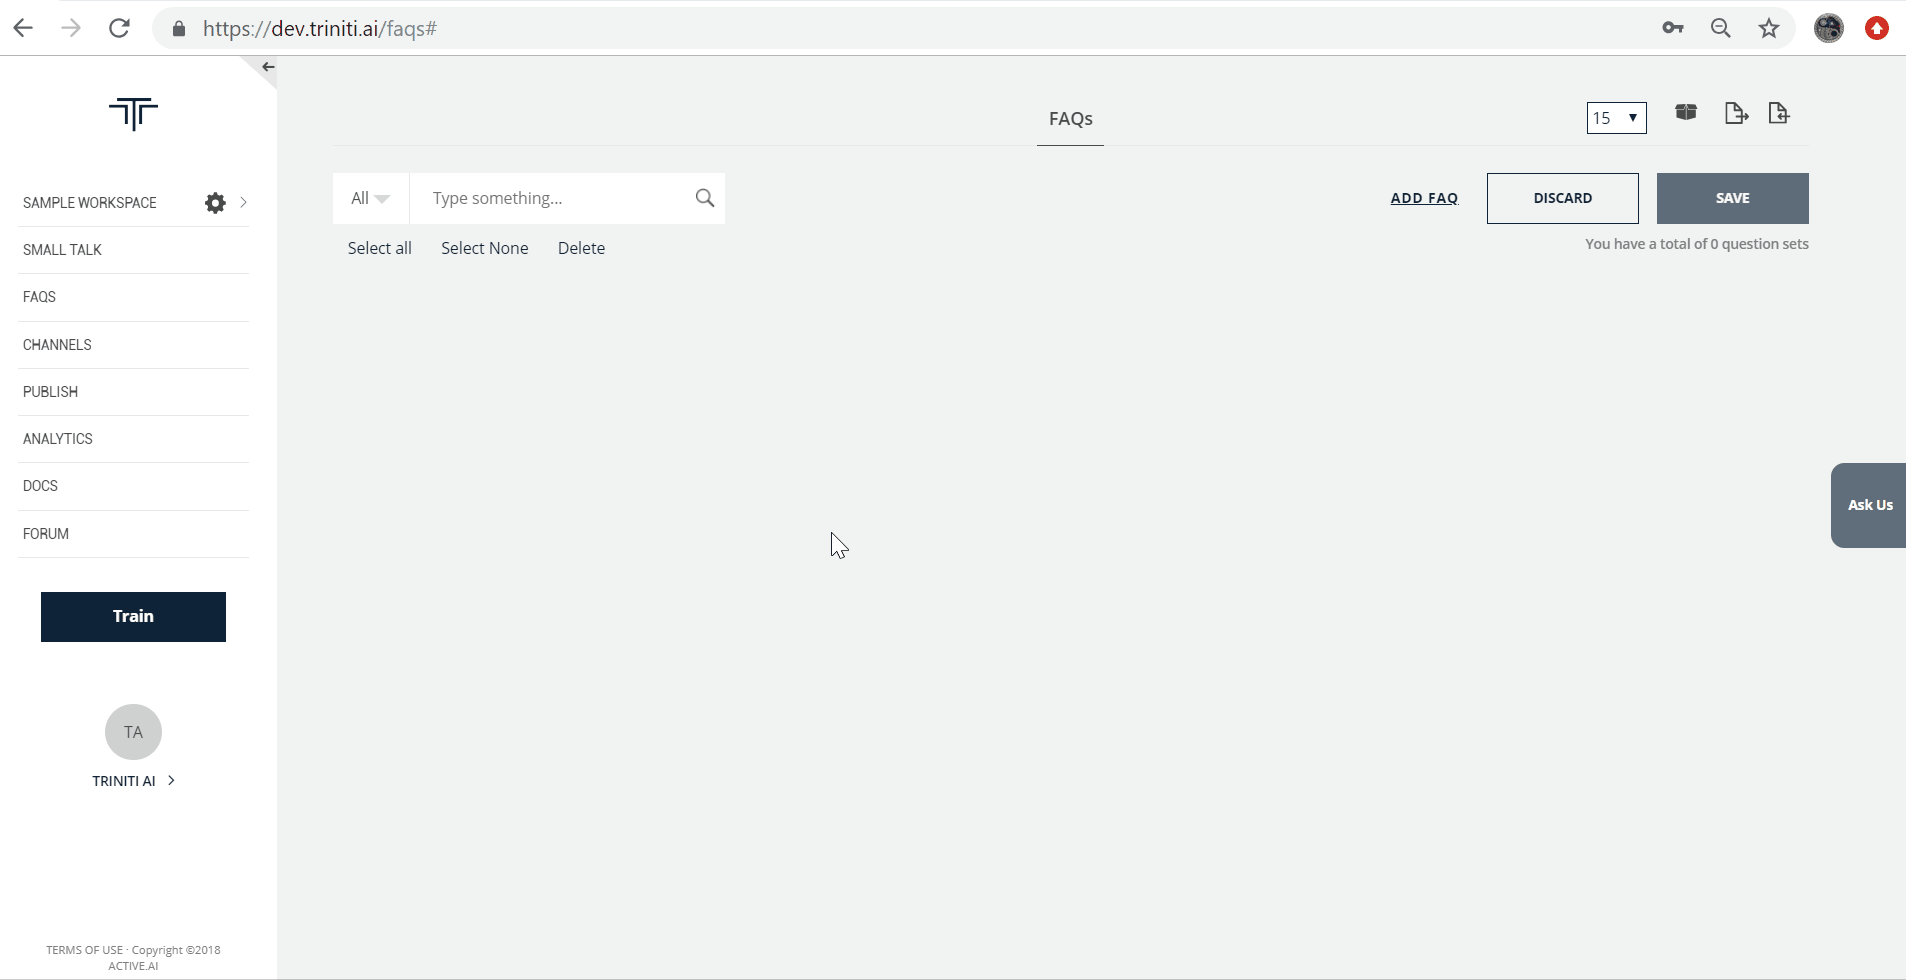 https://dev.triniti.ai/faqs#
FAQs
15
SAMPLE WORKSPACE
SMALL TALK
FAQS
CHANNELS
PUBLISH
ANALYTICS
DOCS
FORUM
Train
TA
TRINITI AI
TERMS OF USE · Copyright ©2018
ACTIVE.AI
All
Type something...
ADD FAQ
DISCARD
SAVE
Select all
Select None
Delete
You have a total of 0 question sets
Ask Us